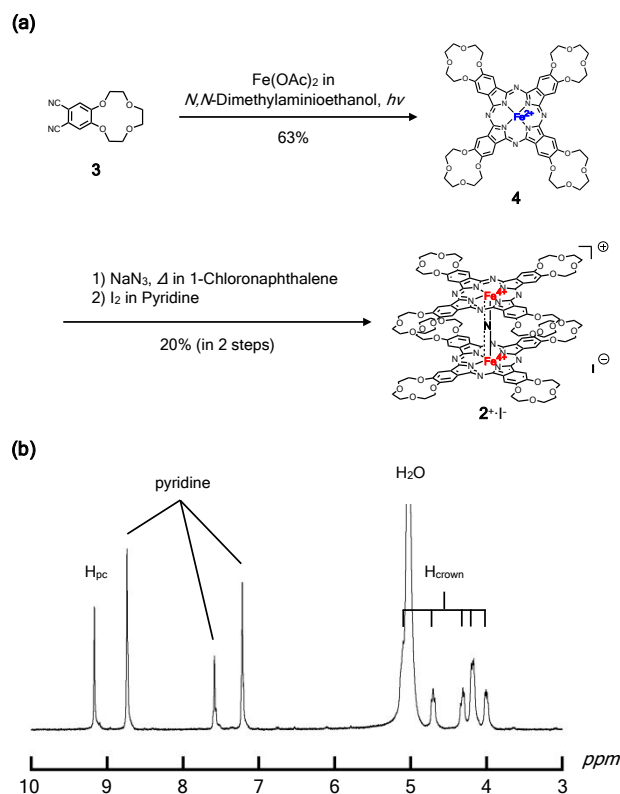 (a)
Fe(OAc)₂ in
N,N-Dimethylaminioethanol, hν
63%
3
4
NC
NC
O
O
O
O
Fe²⁺
N
1) NaN₃, Δ in 1-Chloronaphthalene
2) I₂ in Pyridine
20% (in 2 steps)
Fe⁴⁺
N
Fe⁴⁺
⊕
I ⊖
2⁺·I⁻
(b)
pyridine
H₂O
Hpc
Hcrown
10 9 8 7 6 5 4 3 ppm